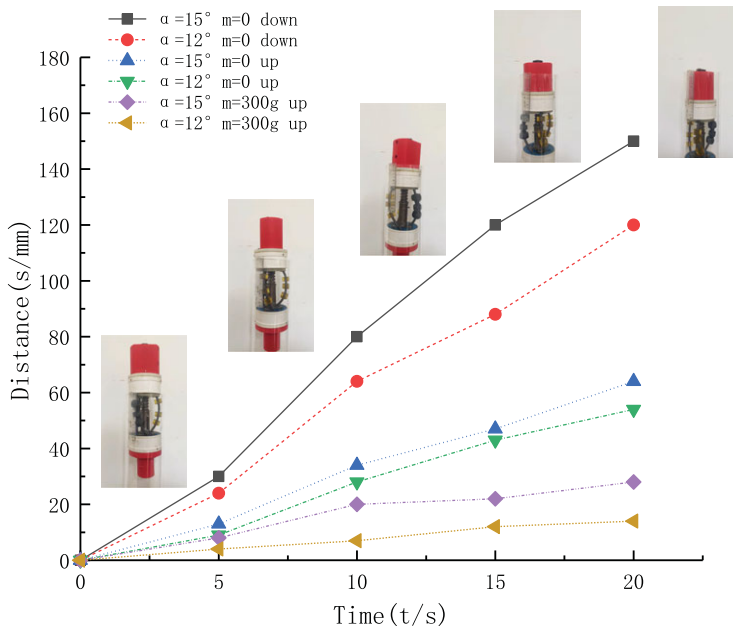 α=15° m=0 down
α=12° m=0 down
α=15° m=0 up
α=12° m=0 up
α=15° m=300g up
α=12° m=300g up
180
160
140
120
100
80
60
40
20
0
Distance(s/mm)
0 5 10 15 20
Time(t/s)